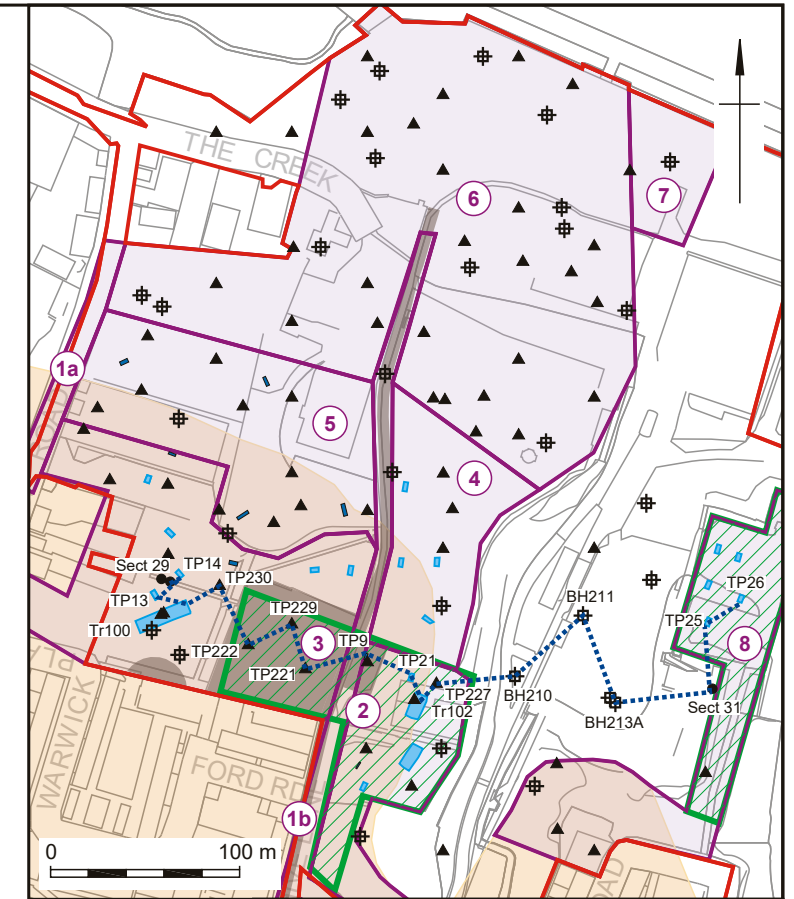 THE CREEK
6
7
1a
5
4
Sect 29
TP14
TP230
TP13
TP26
BH211
TP229
TP25
Tr100
TP222
3
TP9
8
TP221
TP21
TP227
BH210
Tr102
Sect 31
2
BH213A
WARWICK
FORD RD
1b
0 100 m